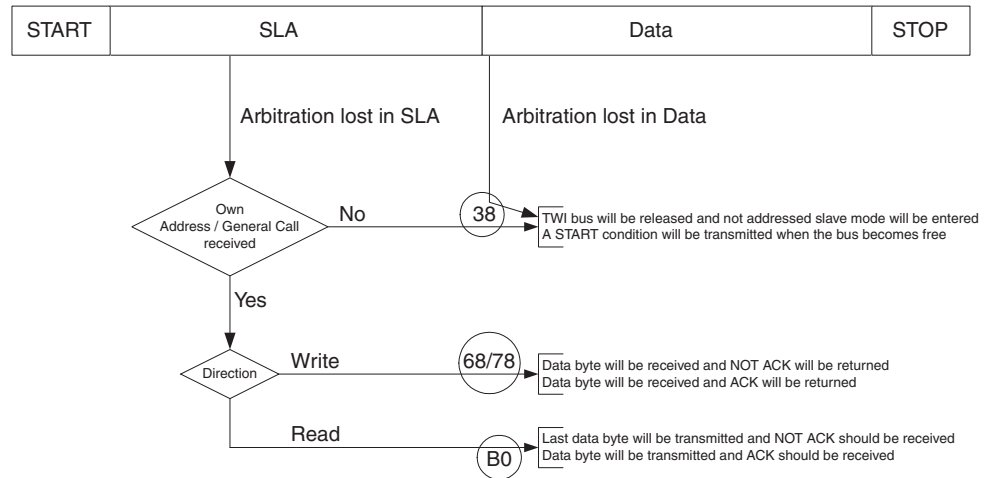 START SLA Data STOP
Arbitration lost in SLA Arbitration lost in Data
Own
Address / General Call
received
No
38
TWI bus will be released and not addressed slave mode will be entered
A START condition will be transmitted when the bus becomes free
Yes
Direction
Write
68/78
Data byte will be received and NOT ACK will be returned
Data byte will be received and ACK will be returned
Read
B0
Last data byte will be transmitted and NOT ACK should be received
Data byte will be transmitted and ACK should be received